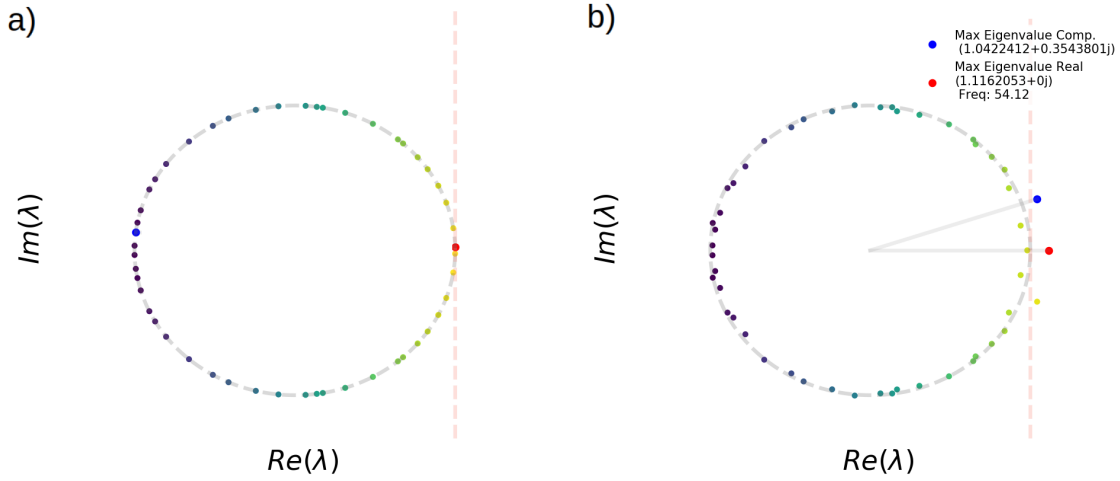 a)
Im(λ)
Re(λ)
b)
Max Eigenvalue Comp.
(1.0422412+0.3543801j)
Max Eigenvalue Real
(1.1162053+0j)
Freq: 54.12
Im(λ)
Re(λ)